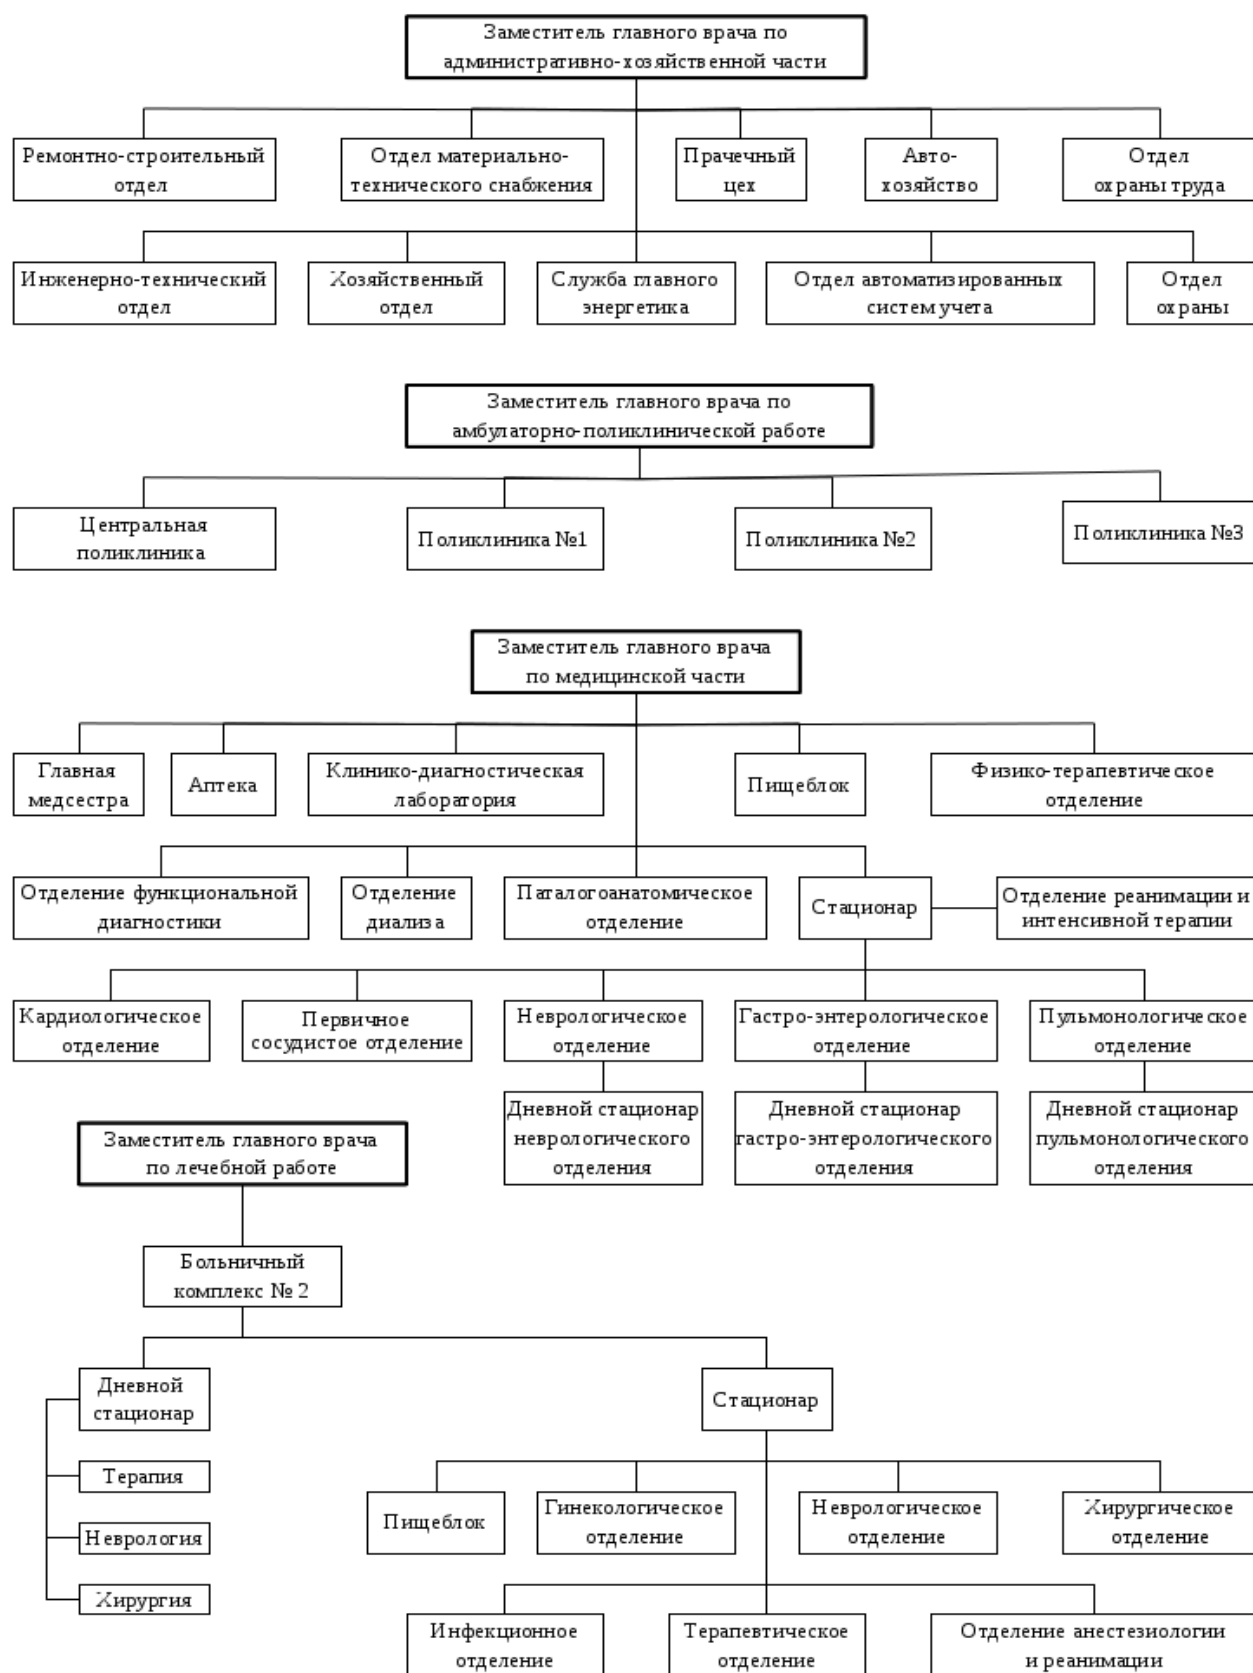 Заместитель главного врача по
административно-хозяйственной части
Ремонтно-строительный
отдел
Отдел материально-
технического снабжения
Прачечный
цех
Авто-
хозяйство
Отдел
охраны труда
Инженерно-технический
отдел
Хозяйственный
отдел
Служба главного
энергетика
Отдел автоматизированных
систем учета
Отдел
охраны
Заместитель главного врача по
амбулаторно-поликлинической работе
Центральная
поликлиника
Поликлиника №1
Поликлиника №2
Поликлиника №3
Заместитель главного врача
по медицинской части
Главная
медсестра
Аптека
Клинико-диагностическая
лаборатория
Пищеблок
Физико-терапевтическое
отделение
Отделение функциональной
диагностики
Отделение
диализа
Паталогоанатомическое
отделение
Стационар
Отделение реанимации и
интенсивной терапии
Кардиологическое
отделение
Первичное
сосудистое отделение
Неврологическое
отделение
Гастро-энтерологическое
отделение
Пульмонологическое
отделение
Дневной стационар
неврологического
отделения
Дневной стационар
гастро-энтерологического
отделения
Дневной стационар
пульмонологического
отделения
Заместитель главного врача
по лечебной работе
Больничный
комплекс № 2
Дневной
стационар
Терапия
Неврология
Хирургия
Стационар
Пищеблок
Гинекологическое
отделение
Неврологическое
отделение
Хирургическое
отделение
Инфекционное
отделение
Терапевтическое
отделение
Отделение анестезиологии
и реанимации